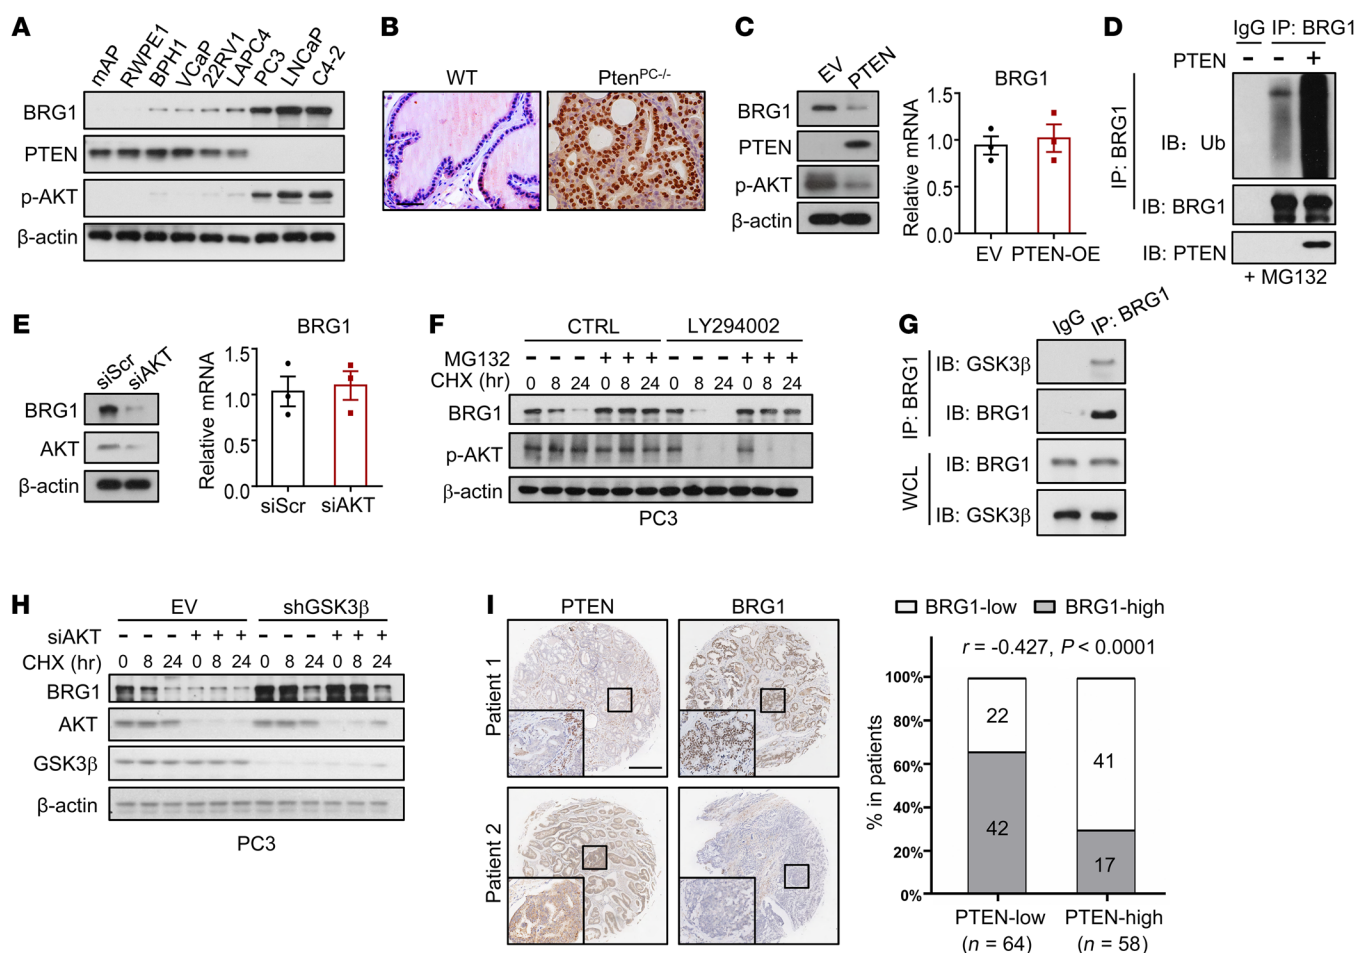 A
mAP RWPE1 BPH1 VCaP 22RV1 LAPC4 PC3 LNCaP C4-2
BRG1
PTEN
p-AKT
β-actin
B
WT PtenPC-/-
C
EV PTEN
BRG1
PTEN
p-AKT
β-actin
BRG1
Relative mRNA
1.5
1.0
0.5
0.0
EV PTEN-OE
D
IgG IP: BRG1
PTEN - - +
IP: BRG1
IB: Ub
IB: BRG1
IB: PTEN
+ MG132
E
siScr siAKT
BRG1
AKT
β-actin
BRG1
Relative mRNA
1.5
1.0
0.5
0.0
siScr siAKT
F
CTRL LY294002
MG132 - - - + + + - - - + + +
CHX (hr) 0 8 24 0 8 24 0 8 24 0 8 24
BRG1
p-AKT
β-actin
PC3
G
IgG IP: BRG1
IP: BRG1
IB: GSK3β
IB: BRG1
WCL
IB: BRG1
IB: GSK3β
H
EV shGSK3β
siAKT - - - + + + - - - + + +
CHX (hr) 0 8 24 0 8 24 0 8 24 0 8 24
BRG1
AKT
GSK3β
β-actin
PC3
I
PTEN BRG1
Patient 1
Patient 2
BRG1-low BRG1-high
r = -0.427, P < 0.0001
% in patients
100%
80%
60%
40%
20%
0%
22
42
41
17
PTEN-low PTEN-high
(n = 64) (n = 58)